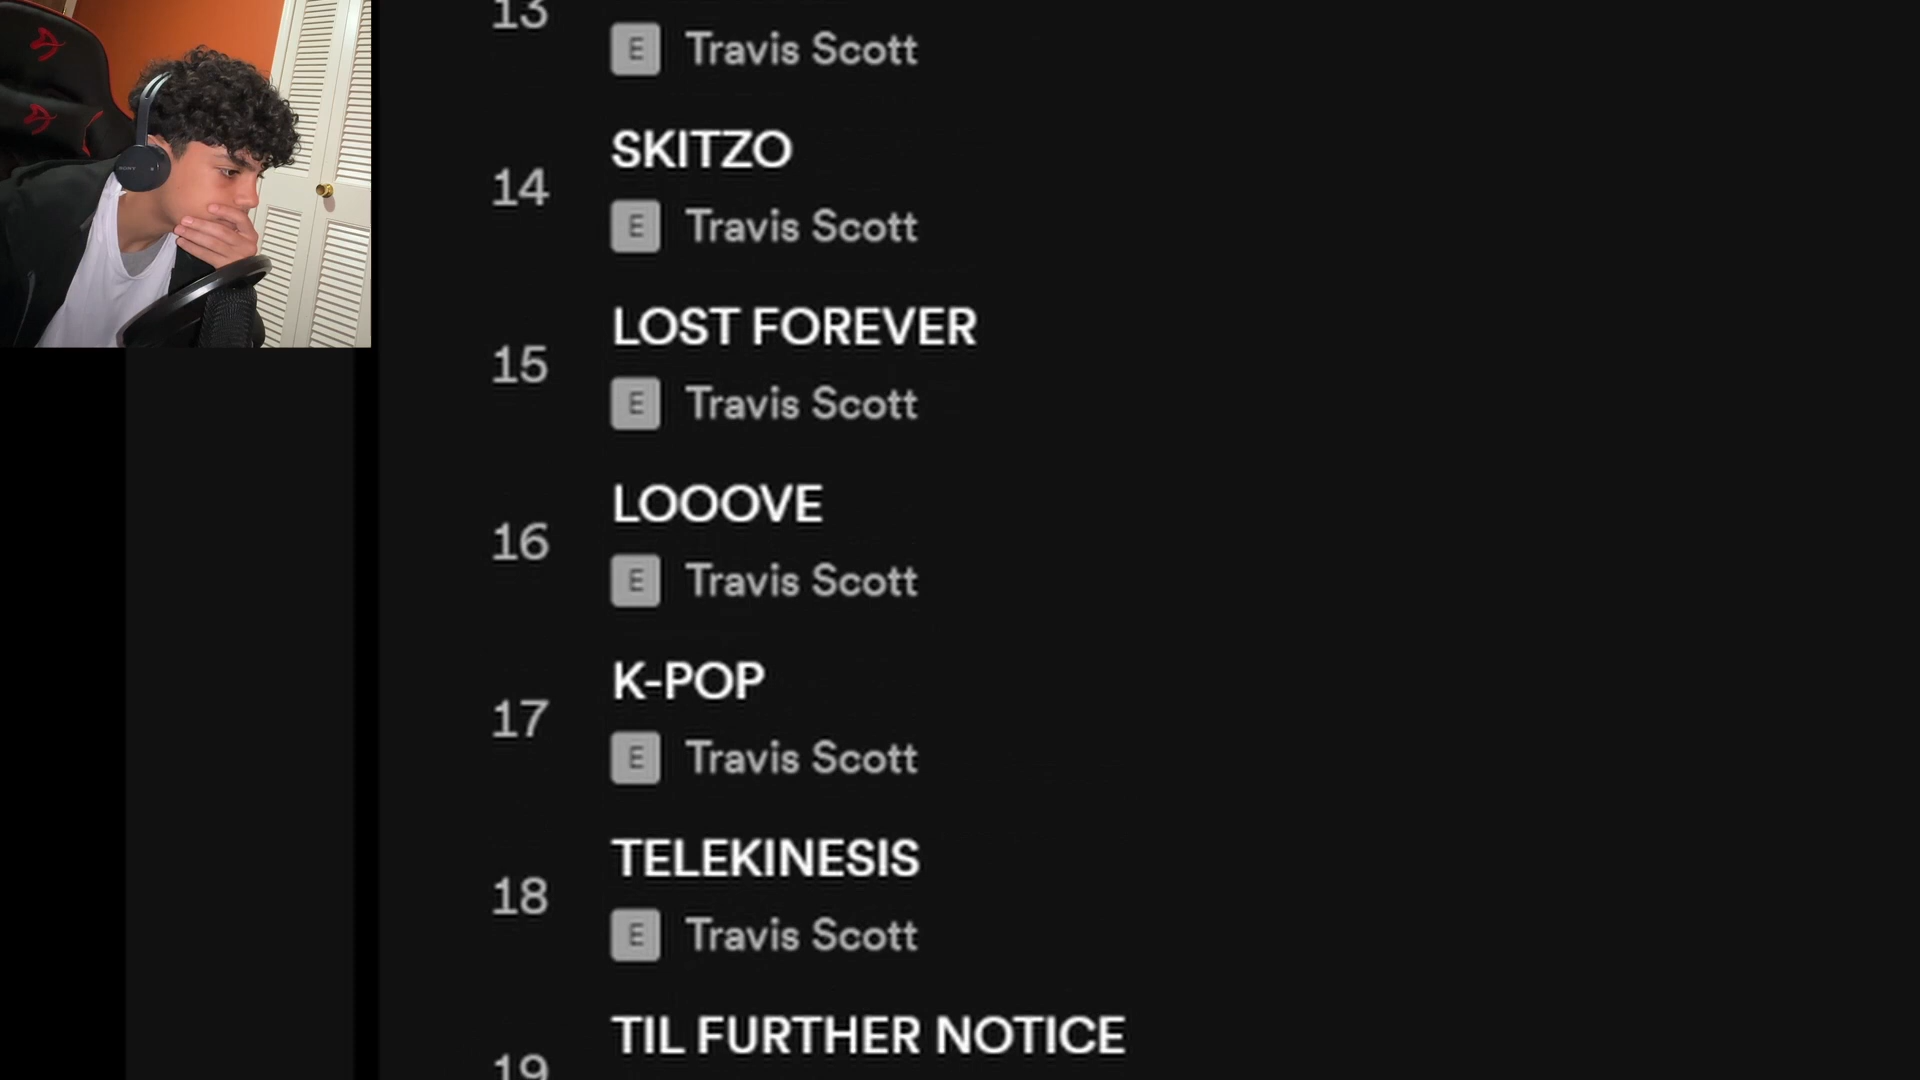 13
E Travis Scott
SKITZO
14
E Travis Scott
LOST FOREVER
15
E Travis Scott
LOOOVE
16
E Travis Scott
K-POP
17
E Travis Scott
TELEKINESIS
18
E Travis Scott
TIL FURTHER NOTICE
19
SONY